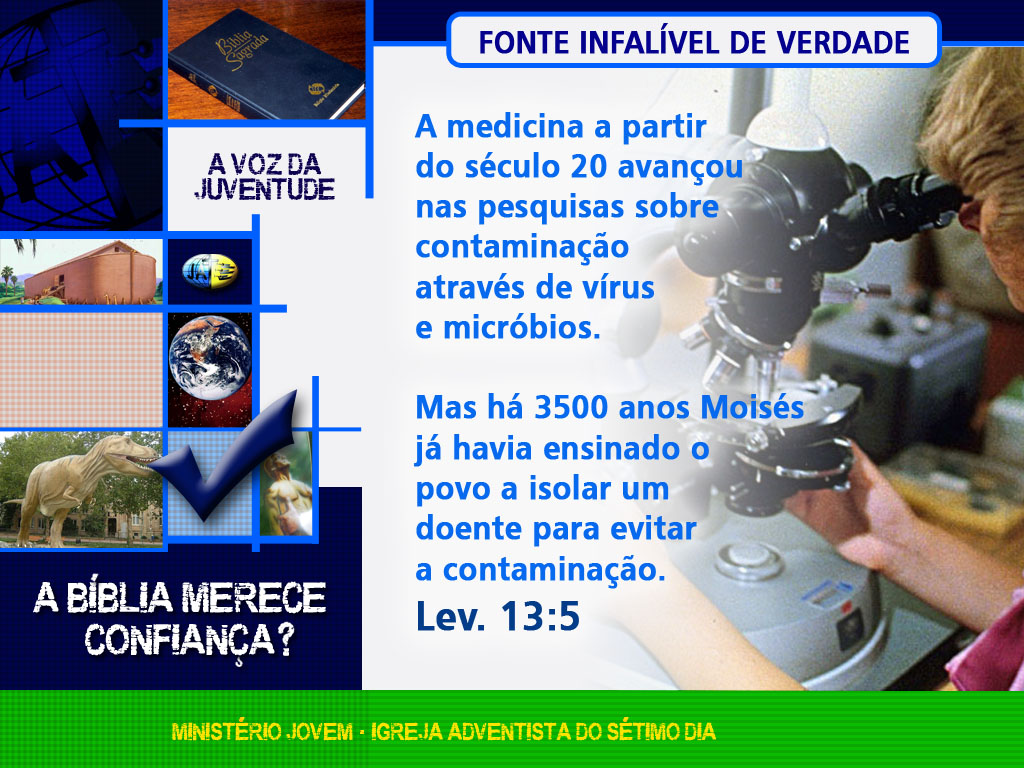 FONTE INFALÍVEL DE VERDADE
Bíblia
Sagrada
A VOZ DA
JUVENTUDE
A medicina a partir
do século 20 avançou
nas pesquisas sobre
contaminação
através de vírus
e micróbios.
Mas há 3500 anos Moisés
já havia ensinado o
povo a isolar um
doente para evitar
a contaminação.
Lev. 13:5
A BÍBLIA MERECE
CONFIANÇA?
MINISTÉRIO JOVEM · IGREJA ADVENTISTA DO SÉTIMO DIA